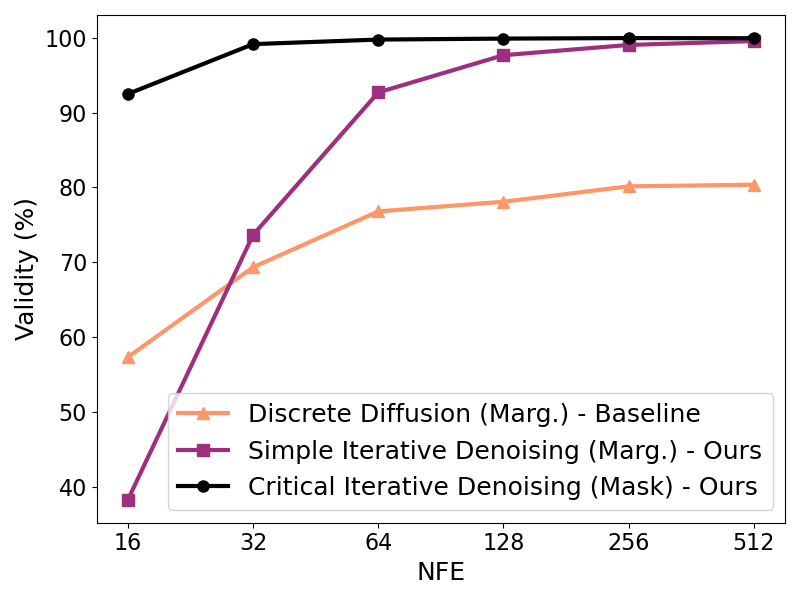 100
90
80
70
60
50
40
Validity (%)
Discrete Diffusion (Marg.) - Baseline
Simple Iterative Denoising (Marg.) - Ours
Critical Iterative Denoising (Mask) - Ours
16 32 64 128 256 512
NFE